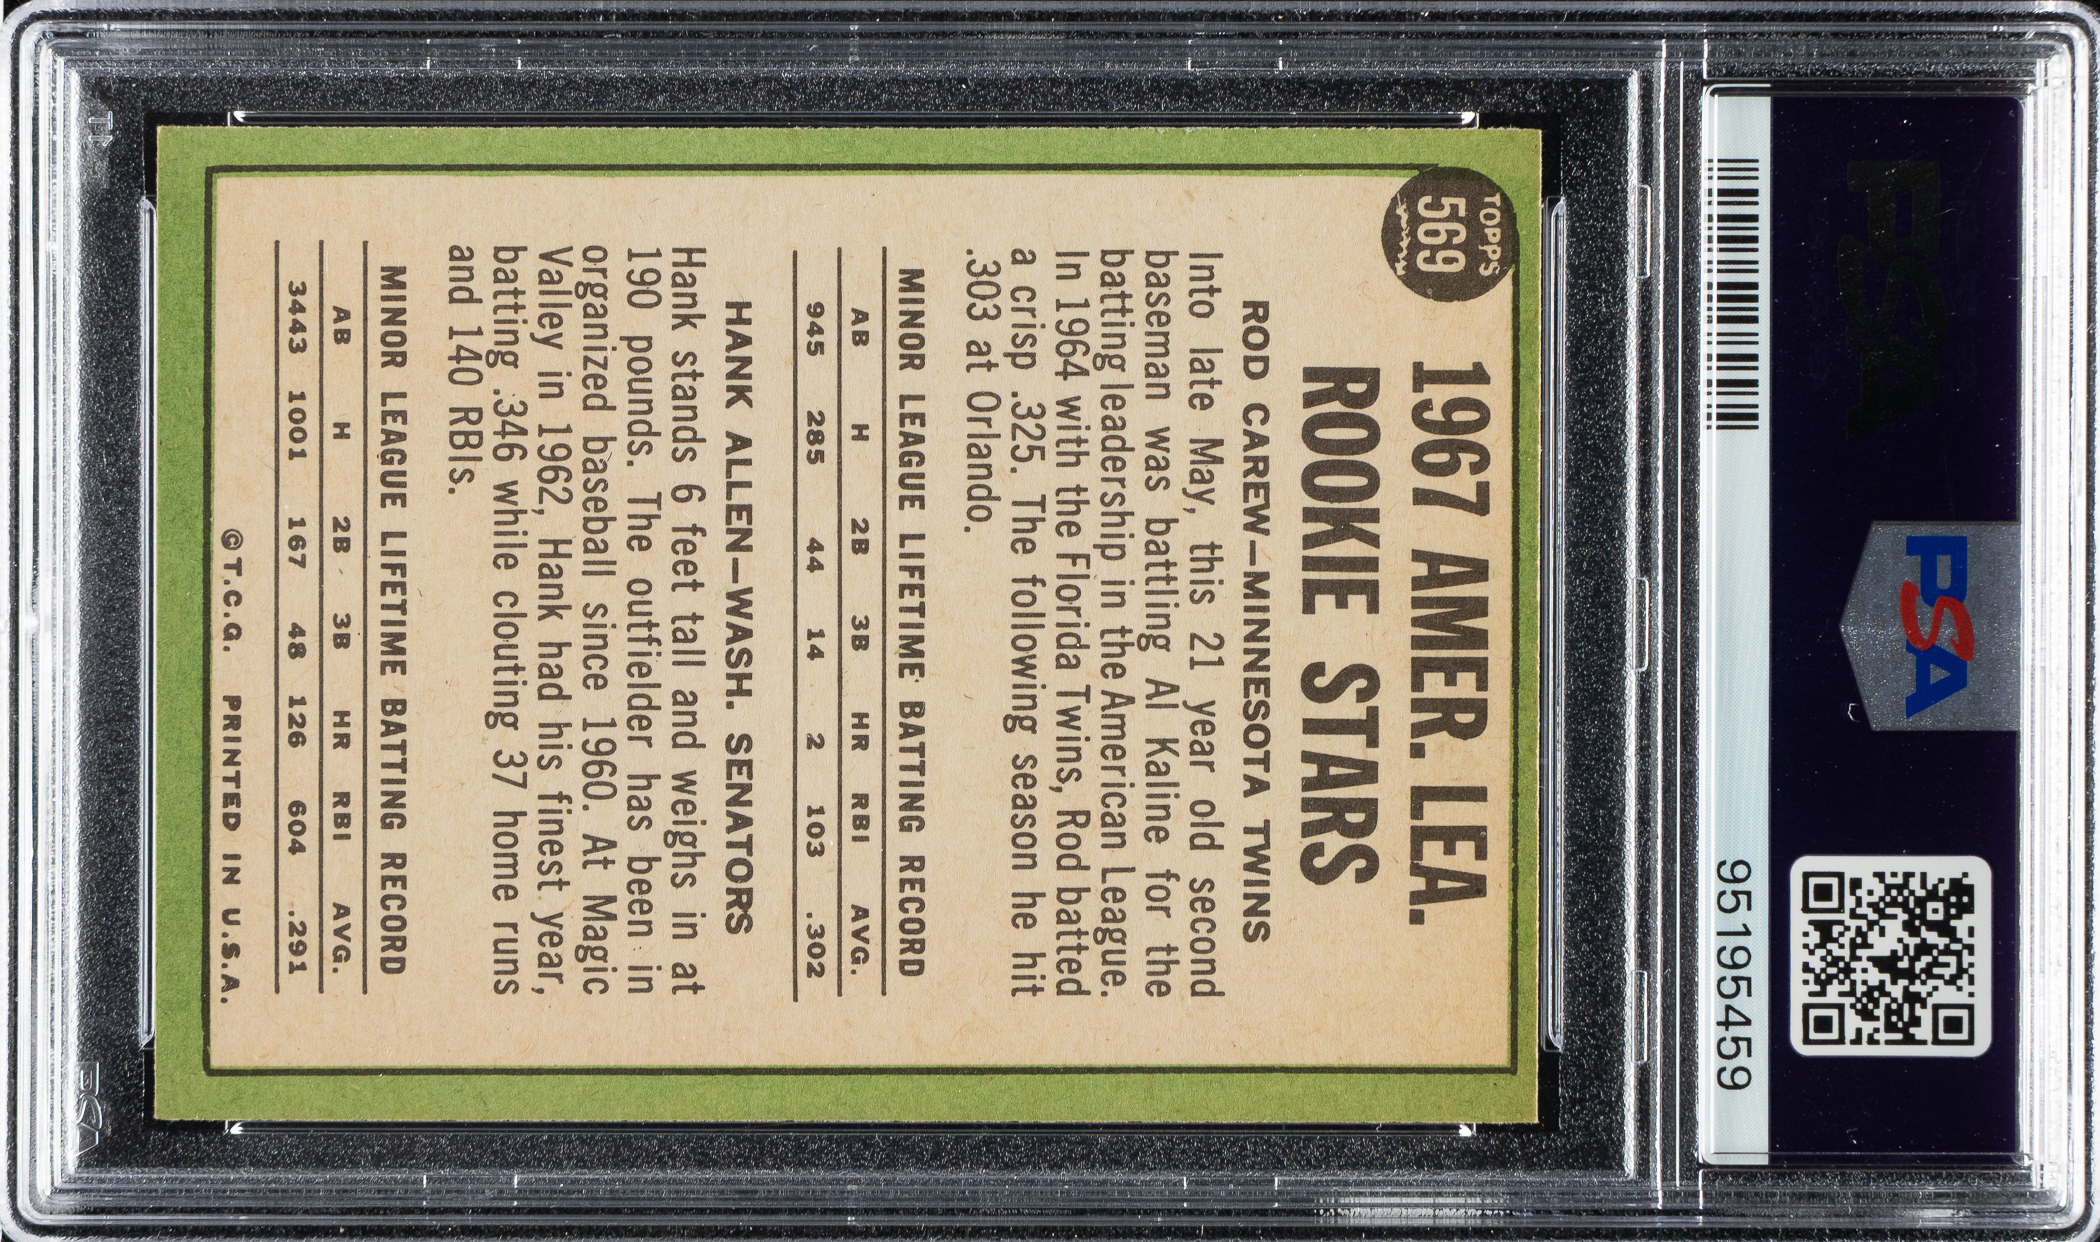 PSA
95195459
TOPPS
569
1967 AMER. LEA.
ROOKIE STARS
ROD CAREW—MINNESOTA TWINS
Into late May, this 21 year old second
baseman was battling Al Kaline for the
batting leadership in the American League.
In 1964 with the Florida Twins, Rod batted
a crisp .325. The following season he hit
.303 at Orlando.
MINOR LEAGUE LIFETIME BATTING RECORD
AB H 2B 3B HR RBI AVG.
945 285 44 14 2 103 .302
HANK ALLEN—WASH. SENATORS
Hank stands 6 feet tall and weighs in at
190 pounds. The outfielder has been in
organized baseball since 1960. At Magic
Valley in 1962, Hank had his finest year,
batting .346 while clouting 37 home runs
and 140 RBIs.
MINOR LEAGUE LIFETIME BATTING RECORD
AB H 2B 3B HR RBI AVG.
3443 1001 167 48 126 604 .291
©T.C.G. PRINTED IN U.S.A.
PSA
PSA